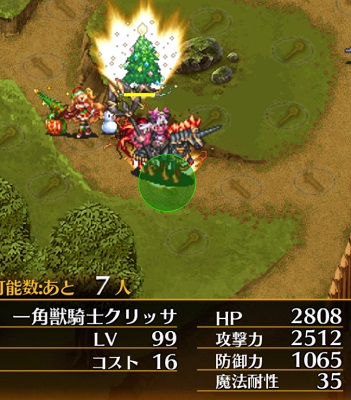 可能数:あと 7人
一角獣騎士クリッサ
LV 99
コスト 16
HP 2808
攻撃力 2512
防御力 1065
魔法耐性 35